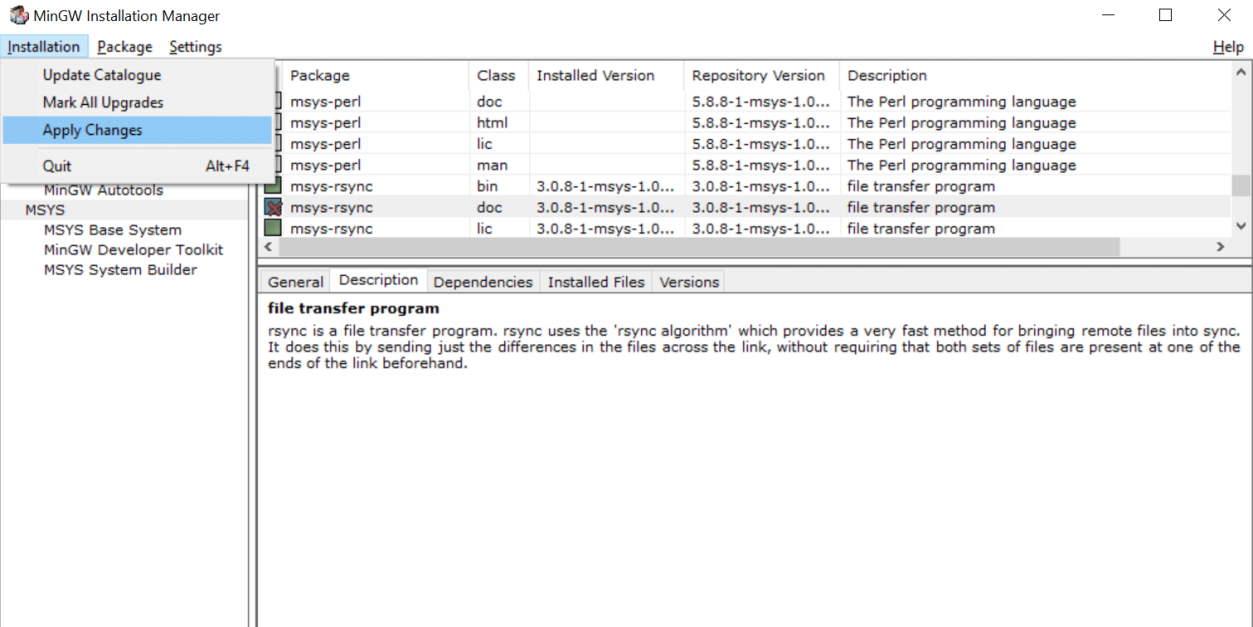 MinGW Installation Manager
Installation Package Settings Help
Update Catalogue
Mark All Upgrades
Apply Changes
Quit Alt+F4
MinGW Autotools
MSYS
MSYS Base System
MinGW Developer Toolkit
MSYS System Builder
Package Class Installed Version Repository Version Description
msys-perl doc 5.8.8-1-msys-1.0... The Perl programming language
msys-perl html 5.8.8-1-msys-1.0... The Perl programming language
msys-perl lic 5.8.8-1-msys-1.0... The Perl programming language
msys-perl man 5.8.8-1-msys-1.0... The Perl programming language
msys-rsync bin 3.0.8-1-msys-1.0... 3.0.8-1-msys-1.0... file transfer program
msys-rsync doc 3.0.8-1-msys-1.0... 3.0.8-1-msys-1.0... file transfer program
msys-rsync lic 3.0.8-1-msys-1.0... 3.0.8-1-msys-1.0... file transfer program
General Description Dependencies Installed Files Versions
file transfer program
rsync is a file transfer program. rsync uses the 'rsync algorithm' which provides a very fast method for bringing remote files into sync.
It does this by sending just the differences in the files across the link, without requiring that both sets of files are present at one of the
ends of the link beforehand.